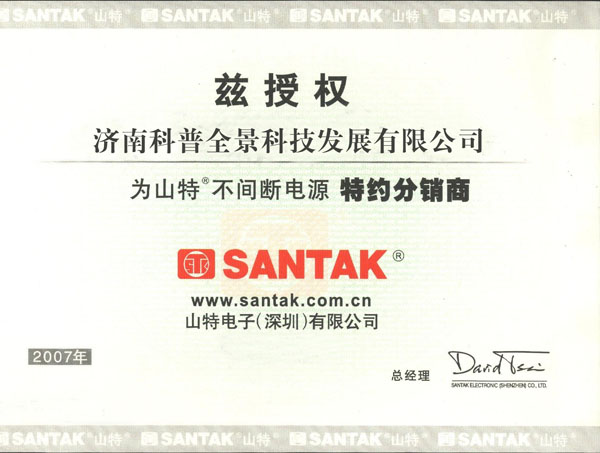 SANTAK®山特 SANTAK®山特 SANTAK®山特 SANTAK®山特
兹授权
济南科普全景科技发展有限公司
为山特®不间断电源 特约分销商
SANTAK®
www.santak.com.cn
山特电子(深圳)有限公司
2007年
总经理
SANTAK ELECTRONIC (SHENZHEN) CO., LTD.
SANTAK®山特 SANTAK®山特 SANTAK®山特 SANTAK®山特